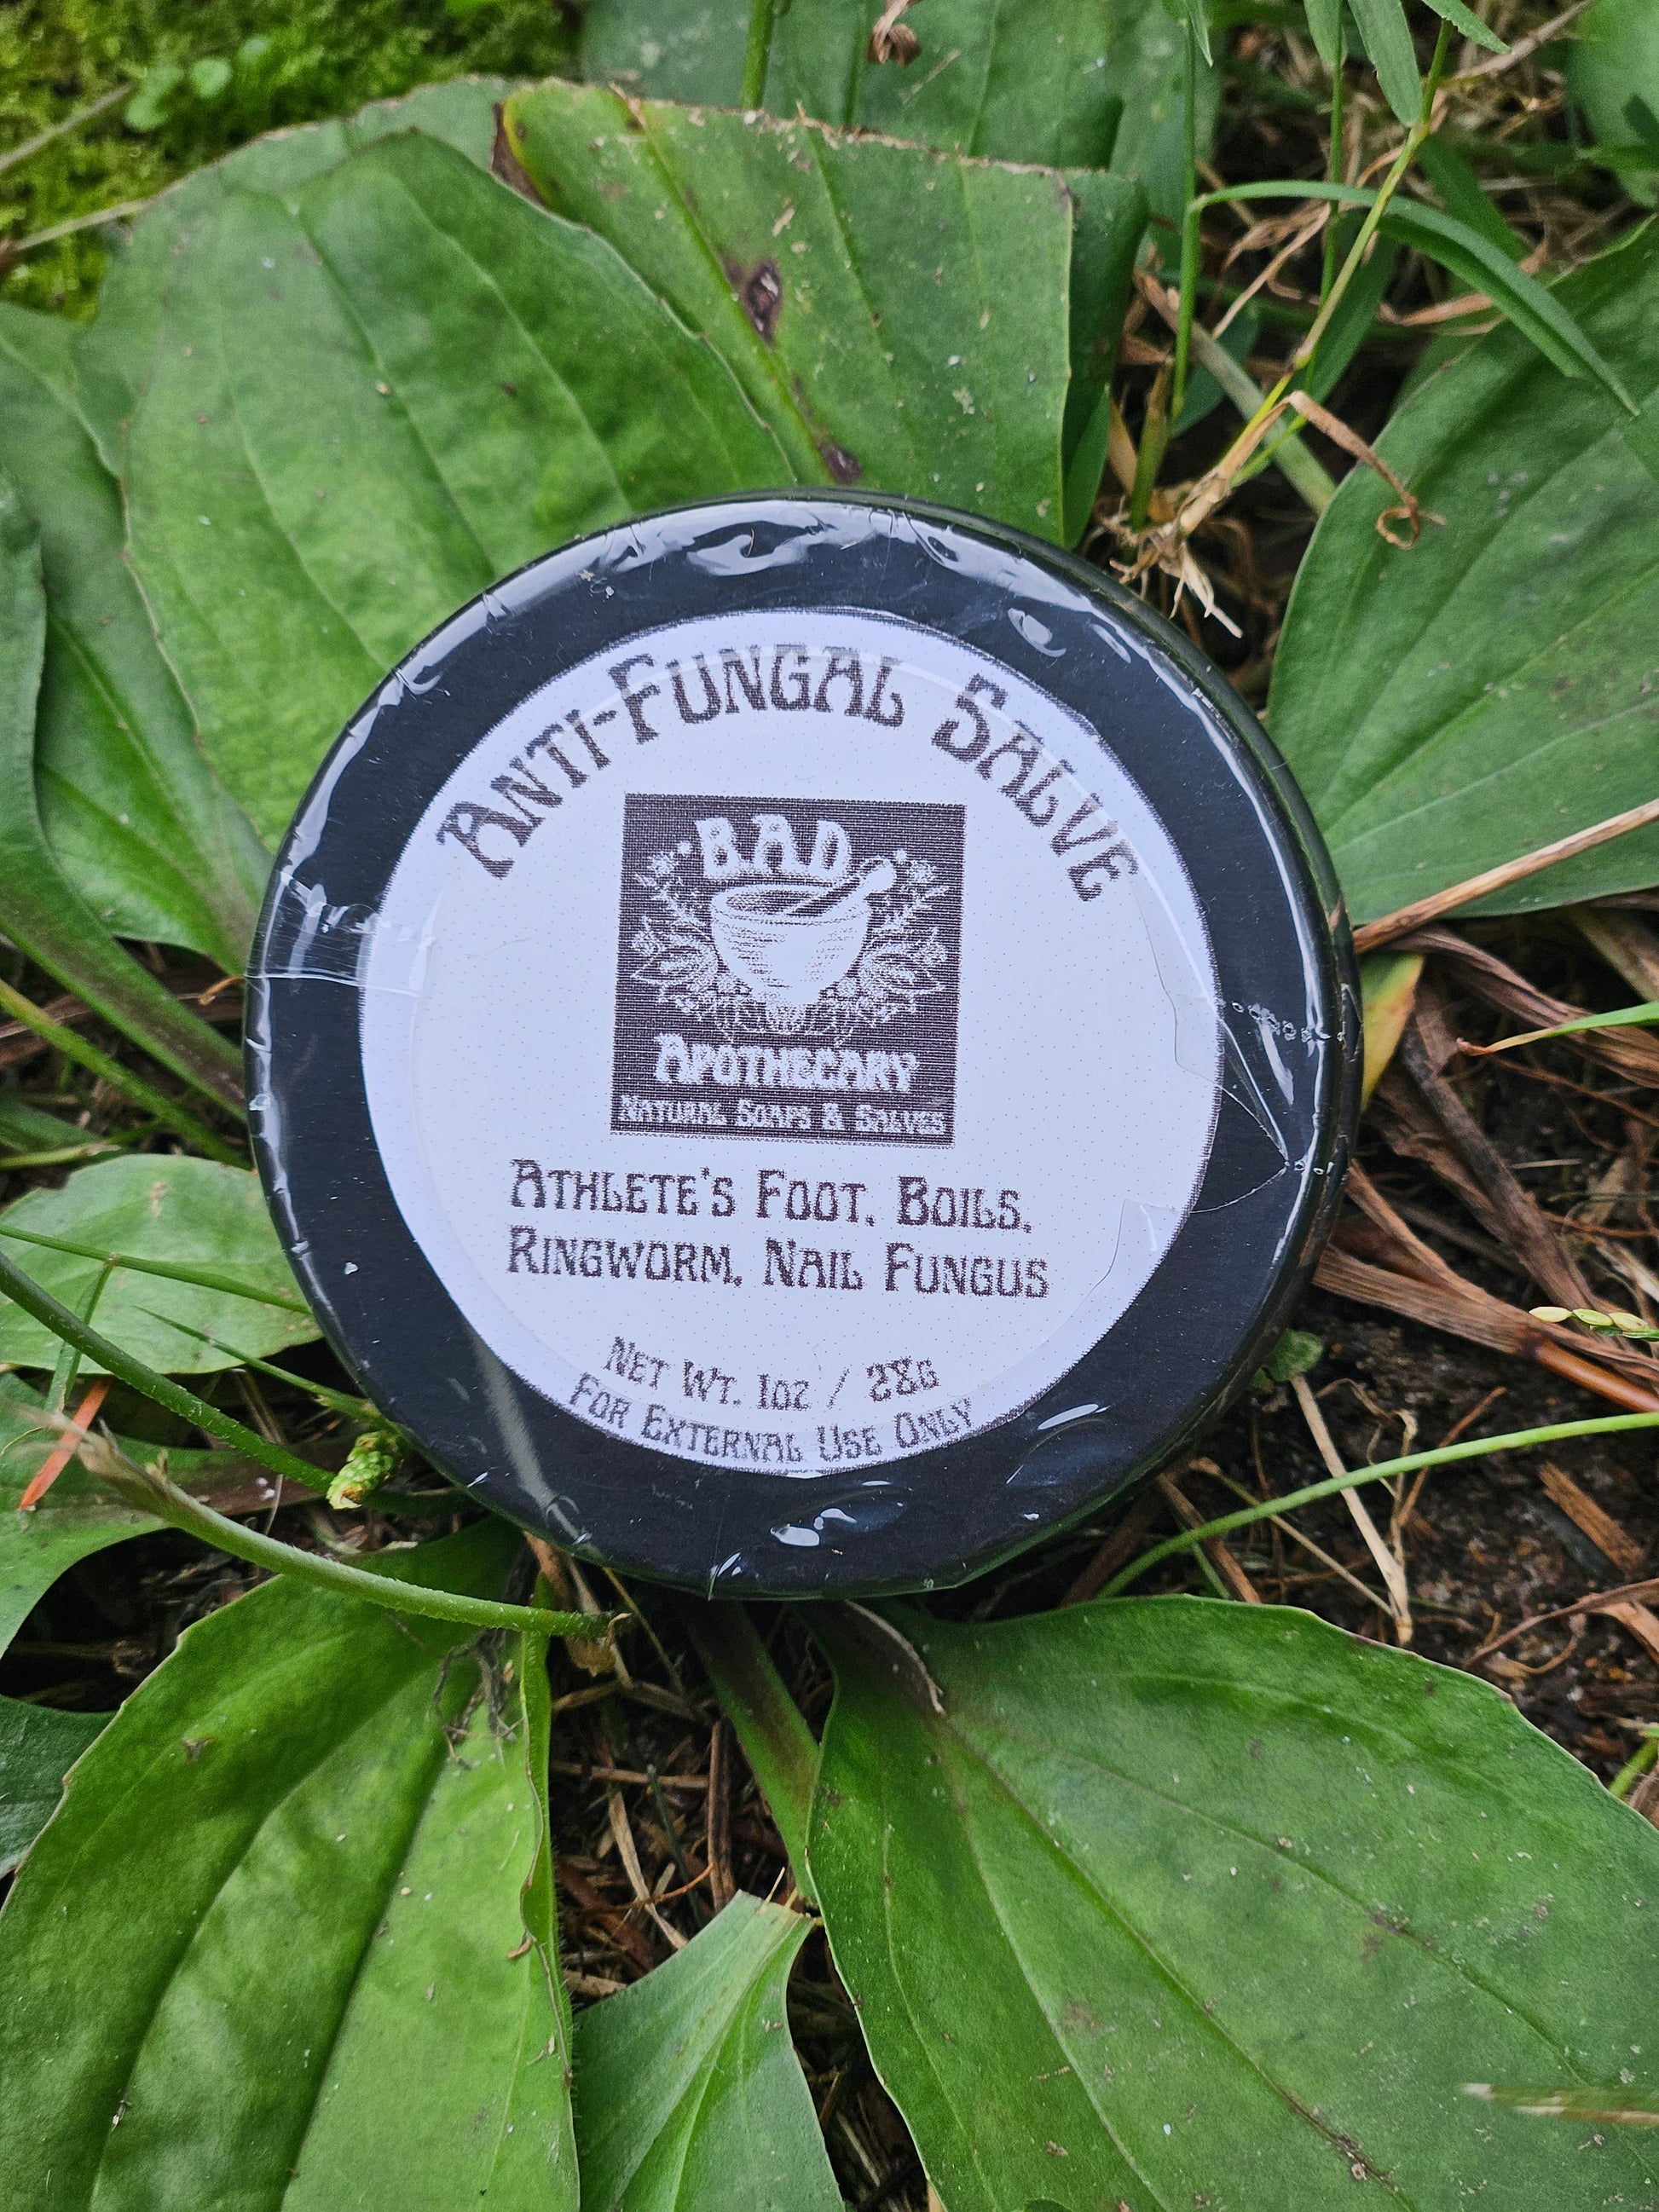 Anti-Fungal Salve
BAD
Apothecary
Natural Soaps & Salves
Athlete's Foot, Boils,
Ringworm, Nail Fungus
Net Wt. 1oz / 28g
For External Use Only